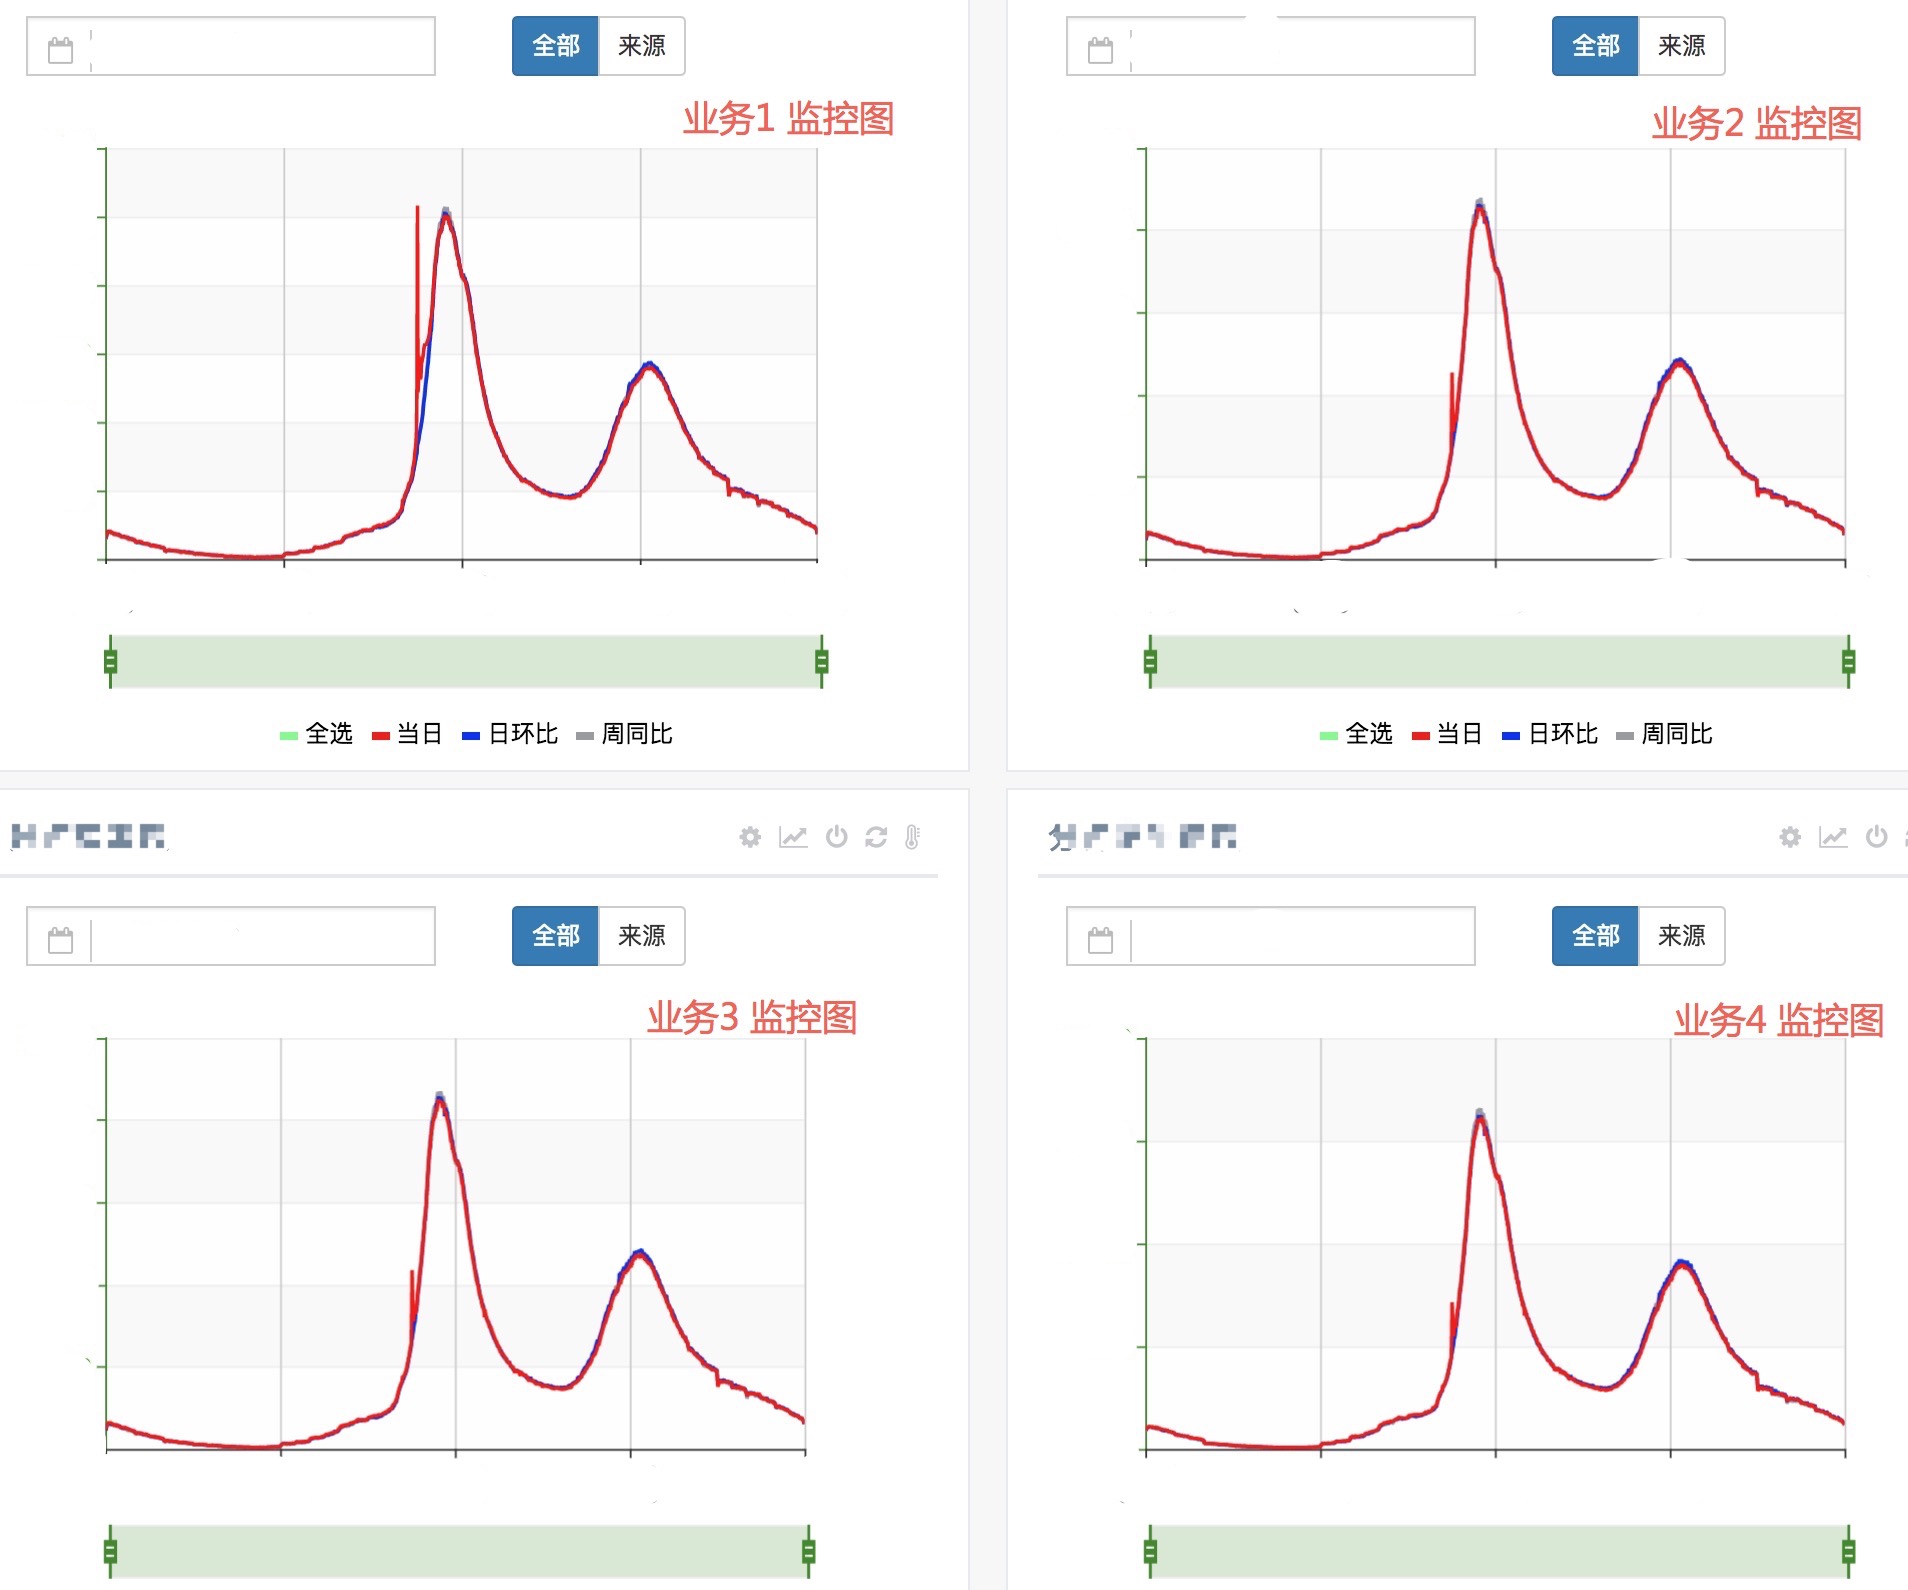 全部 来源
全部 来源
业务1 监控图
业务2 监控图
全选 当日 日环比 周同比
全选 当日 日环比 周同比
全部 来源
全部 来源
业务3 监控图
业务4 监控图